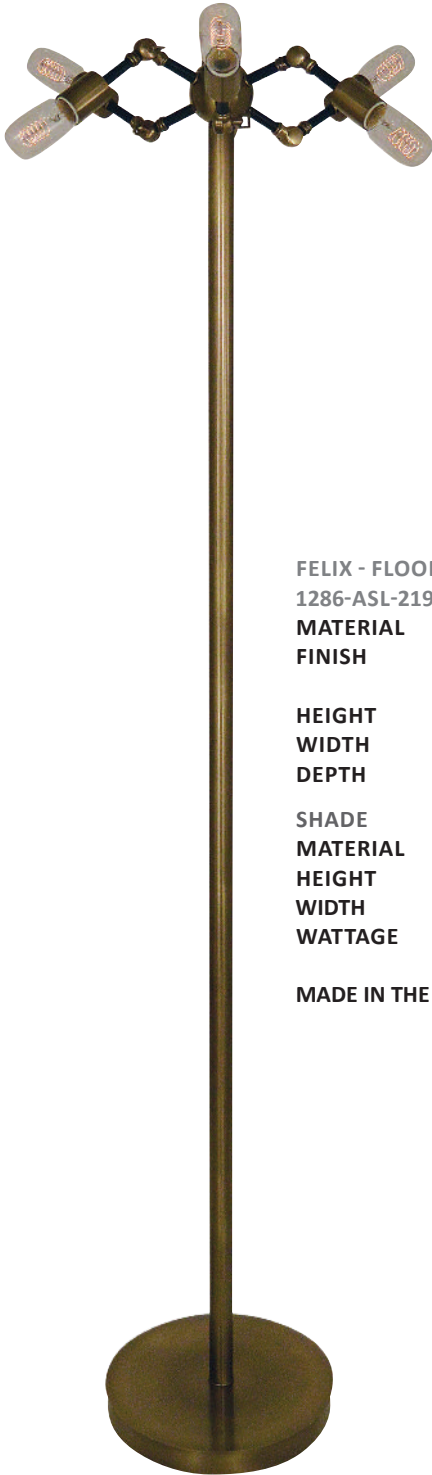 FELIX - FLOO
1286-ASL-219
MATERIAL
FINISH
HEIGHT
WIDTH
DEPTH
SHADE
MATERIAL
HEIGHT
WIDTH
WATTAGE
MADE IN THE